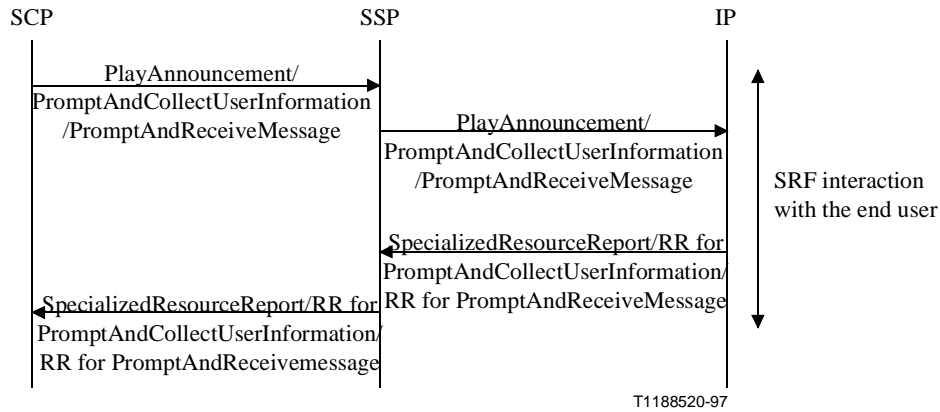 SCP
SSP
IP
PlayAnnouncement/
PromptAndCollectUserInformation
/PromptAndReceiveMessage
PlayAnnouncement/
PromptAndCollectUserInformation
/PromptAndReceiveMessage
SRF interaction
with the end user
SpecializedResourceReport/RR for
PromptAndCollectUserInformation/
RR for PromptAndReceiveMessage
SpecializedResourceReport/RR for
PromptAndCollectUserInformation/
RR for PromptAndReceivemessage
T1188520-97